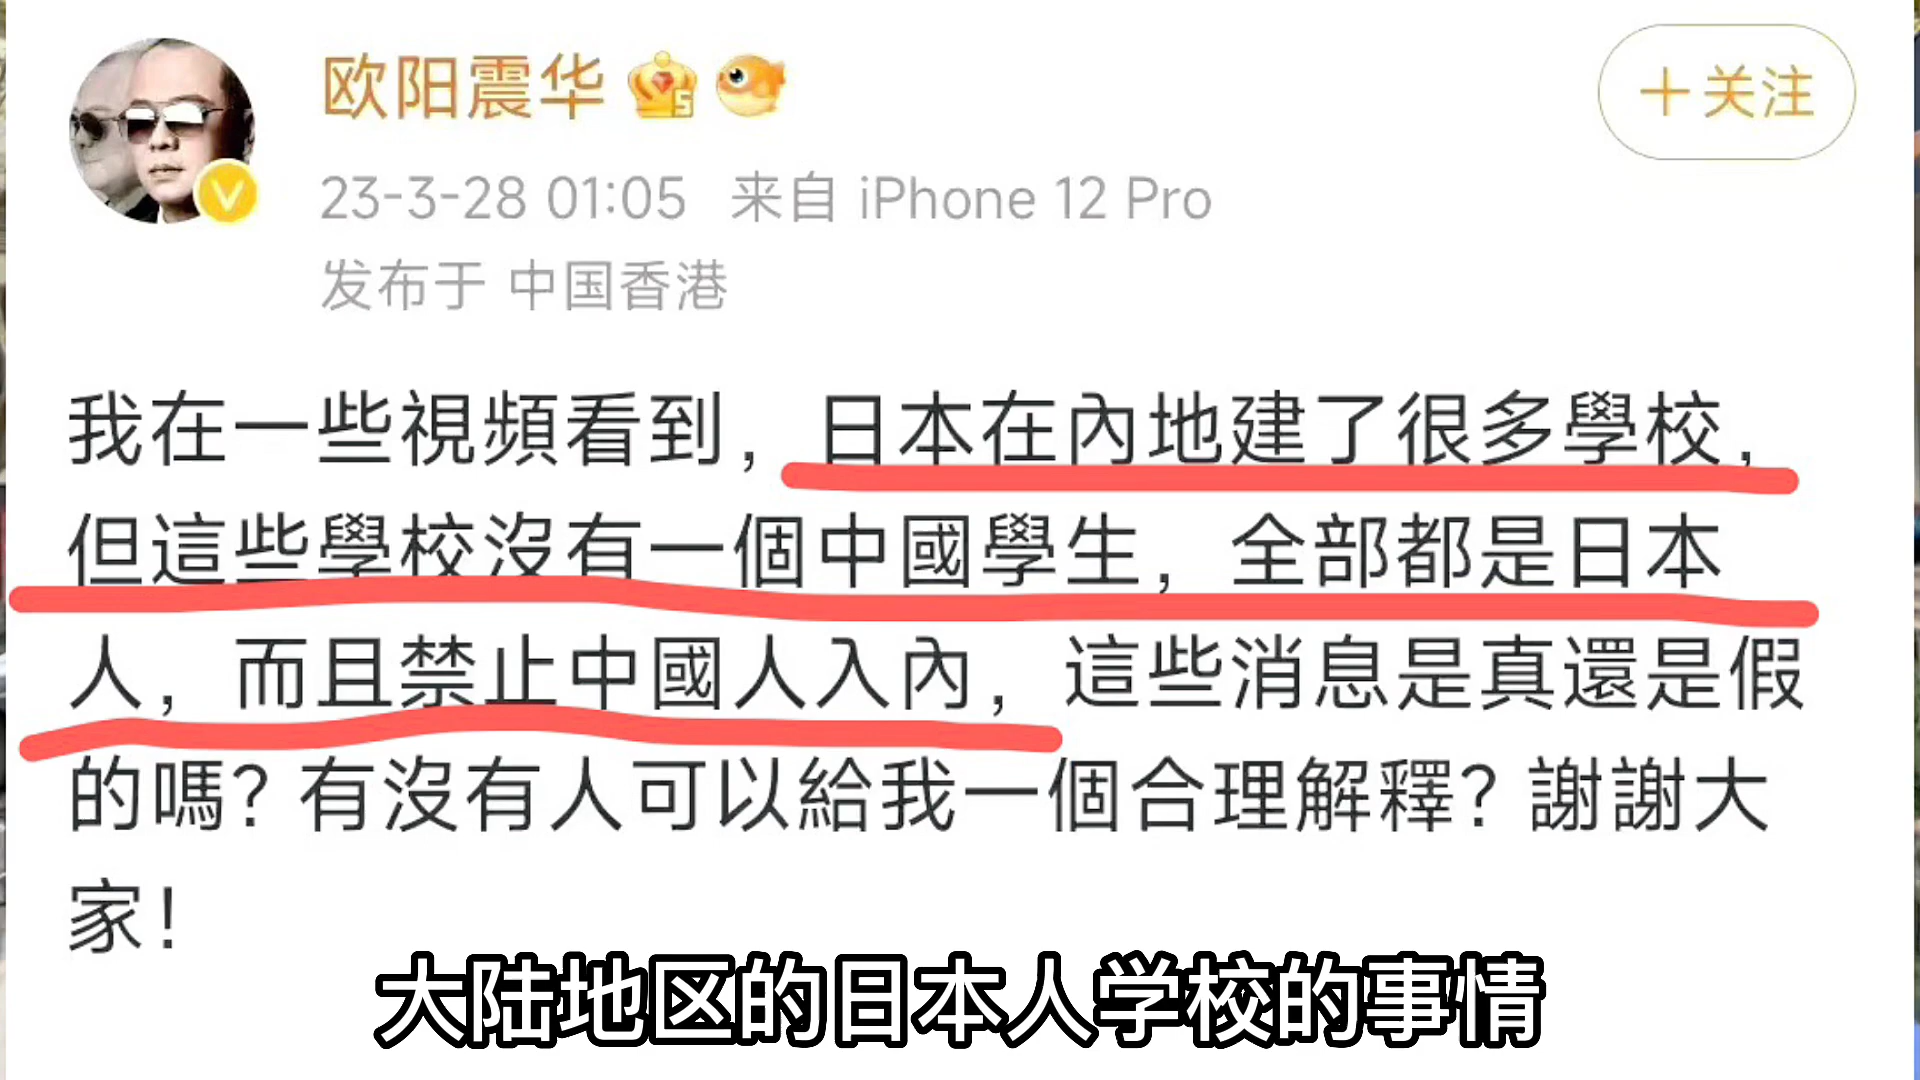 欧阳震华
5
V
＋关注
23-3-28 01:05 来自 iPhone 12 Pro
发布于 中国香港
我在一些視頻看到，日本在內地建了很多學校，
但這些學校沒有一個中國學生，全部都是日本
人，而且禁止中國人入內，這些消息是真還是假
的嗎？有沒有人可以給我一個合理解釋？謝謝大
家！
大陆地区的日本人学校的事情